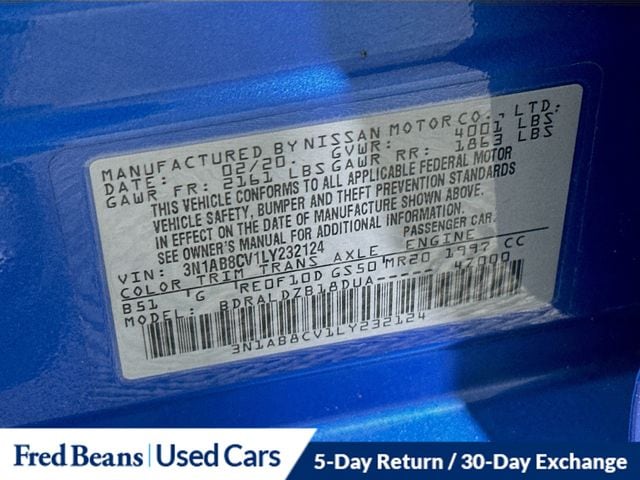 MANUFACTURED BY NISSAN MOTOR CO., LTD.
DATE: 02/20. GVWR: 4001 LBS
GAWR FR: 2161 LBS GAWR RR: 1863 LBS
THIS VEHICLE CONFORMS TO ALL APPLICABLE FEDERAL MOTOR
VEHICLE SAFETY, BUMPER AND THEFT PREVENTION STANDARDS
IN EFFECT ON THE DATE OF MANUFACTURE SHOWN ABOVE.
SEE OWNER'S MANUAL FOR ADDITIONAL INFORMATION.
VIN: 3N1AB8CV1LY232124 PASSENGER CAR.
COLOR TRIM TRANS AXLE ENGINE
B51 G RE0F10D GS50 MR20 1997 CC
MODEL: BDRALDZB18DUA----- 47000
3N1AB8CV1LY232124
Fred Beans | Used Cars
5-Day Return / 30-Day Exchange